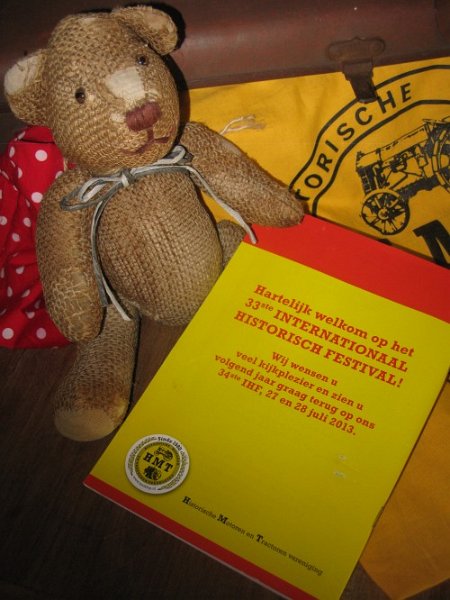 ORISCHE
M
Hartelijk welkom op het
33ste INTERNATIONAAL
HISTORISCH FESTIVAL!
Wij wensen u
veel kijkplezier en zien u
volgend jaar graag terug op ons
34ste IHF, 27 en 28 juli 2013.
HMT
Historische Motoren en Tractoren vereniging